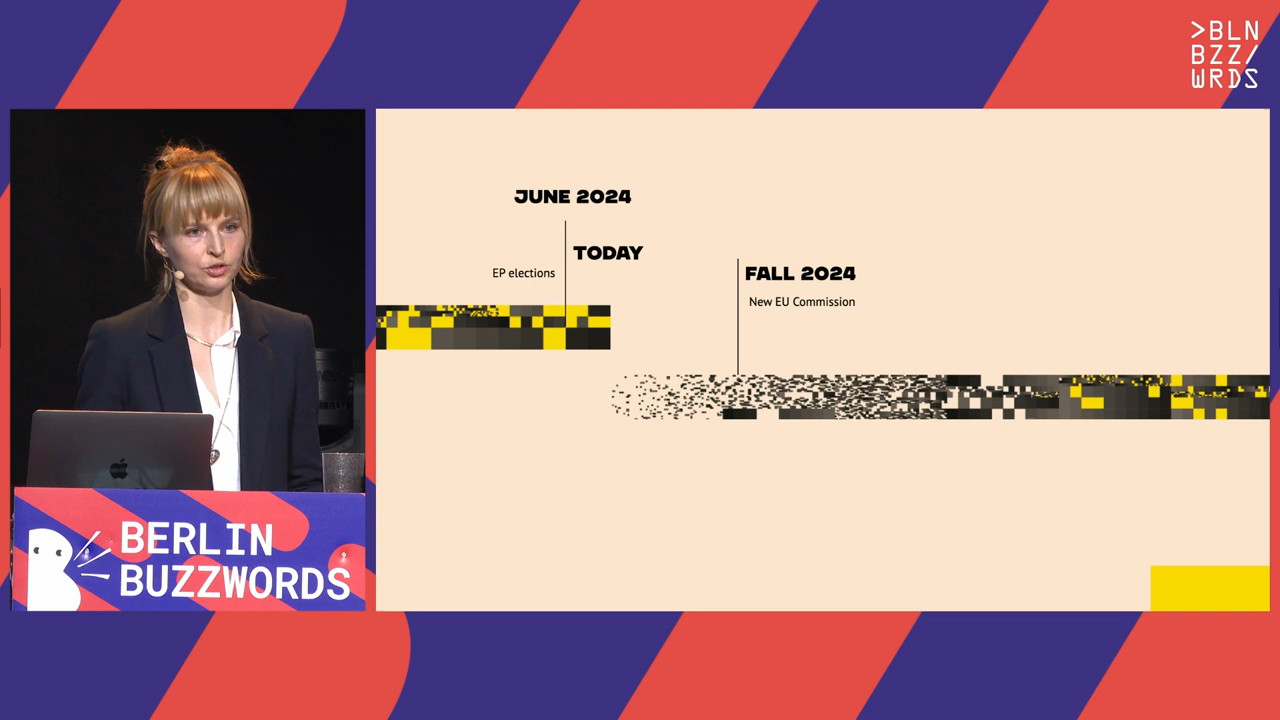 >BLN
BZZ/
WRDS
JUNE 2024
TODAY
EP elections
FALL 2024
New EU Commission
BERLIN
BUZZWORDS